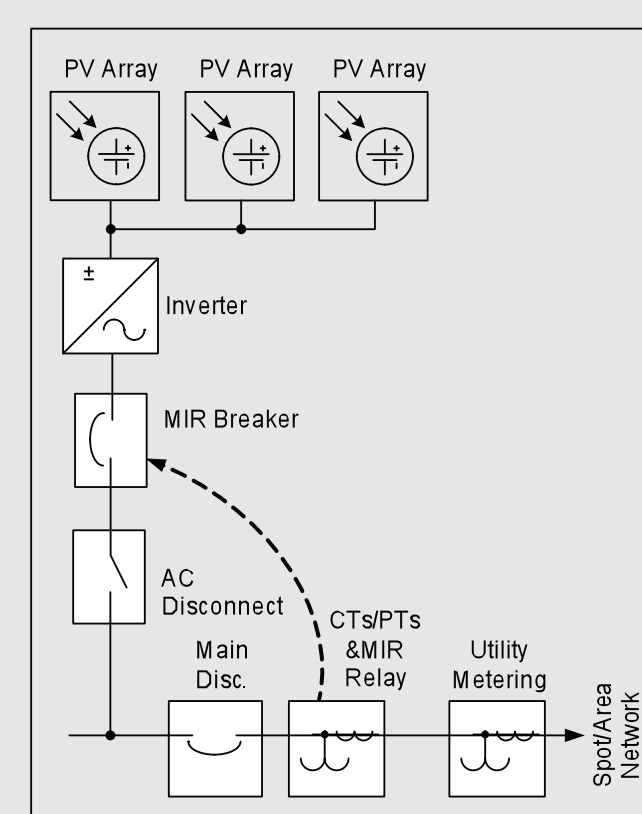 PV Array PV Array PV Array
±
Inverter
MIR Breaker
AC
Disconnect
CTs/PTs
&MIR
Relay
Main
Disc.
Utility
Metering
Spot/Area
Network